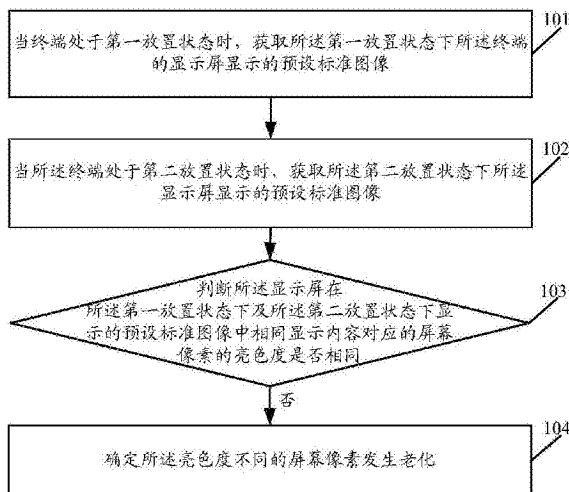 101
当终端处于第一放置状态时，获取所述第一放置状态下所述终端
的显示屏显示的预设标准图像
102
当所述终端处于第二放置状态时，获取所述第二放置状态下所述
显示屏显示的预设标准图像
103
判断所述显示屏在
所述第一放置状态下及所述第二放置状态下显
示的预设标准图像中相同显示内容对应的屏幕
像素的亮色度是否相同
否
104
确定所述亮色度不同的屏幕像素发生老化